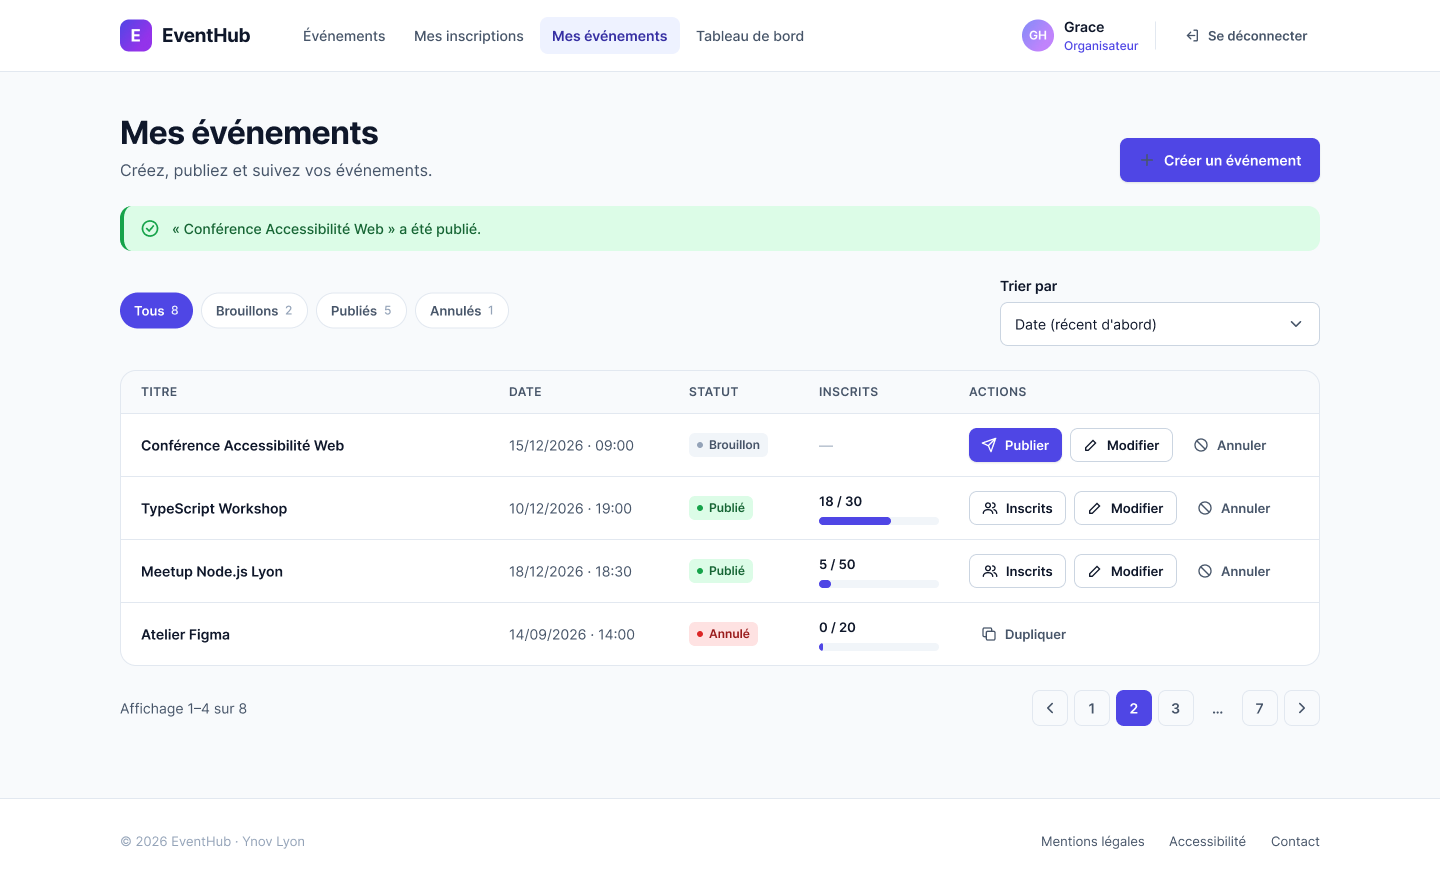 E EventHub Événements Mes inscriptions Mes événements Tableau de bord GH Grace Organisateur Se déconnecter
Mes événements
Créez, publiez et suivez vos événements.
+ Créer un événement
« Conférence Accessibilité Web » a été publié.
Trier par
Tous 8 Brouillons 2 Publiés 5 Annulés 1
Date (récent d'abord)
TITRE DATE STATUT INSCRITS ACTIONS
Conférence Accessibilité Web 15/12/2026 · 09:00 Brouillon — Publier Modifier Annuler
TypeScript Workshop 10/12/2026 · 19:00 Publié 18 / 30 Inscrits Modifier Annuler
Meetup Node.js Lyon 18/12/2026 · 18:30 Publié 5 / 50 Inscrits Modifier Annuler
Atelier Figma 14/09/2026 · 14:00 Annulé 0 / 20 Dupliquer
Affichage 1–4 sur 8 1 2 3 … 7
© 2026 EventHub · Ynov Lyon Mentions légales Accessibilité Contact